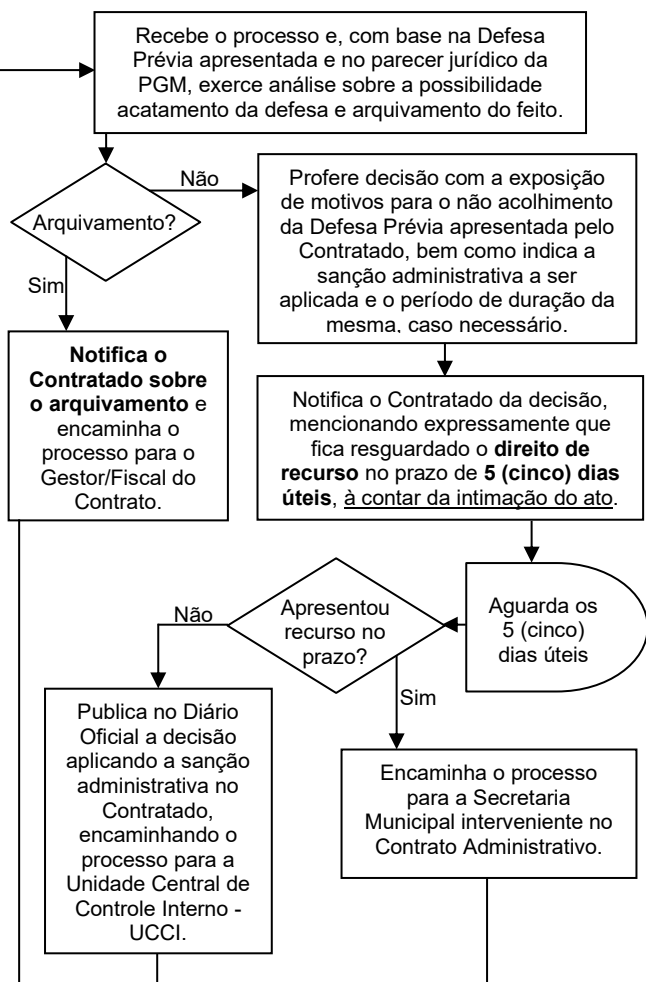 Recebe o processo e, com base na Defesa
Prévia apresentada e no parecer jurídico da
PGM, exerce análise sobre a possibilidade
acatamento da defesa e arquivamento do feito.
Arquivamento?
Não
Sim
Profere decisão com a exposição
de motivos para o não acolhimento
da Defesa Prévia apresentada pelo
Contratado, bem como indica a
sanção administrativa a ser
aplicada e o período de duração da
mesma, caso necessário.
Notifica o
Contratado sobre
o arquivamento e
encaminha o
processo para o
Gestor/Fiscal do
Contrato.
Notifica o Contratado da decisão,
mencionando expressamente que
fica resguardado o direito de
recurso no prazo de 5 (cinco) dias
úteis, à contar da intimação do ato.
Aguarda os
5 (cinco)
dias úteis
Apresentou
recurso no
prazo?
Não
Sim
Publica no Diário
Oficial a decisão
aplicando a sanção
administrativa no
Contratado,
encaminhando o
processo para a
Unidade Central de
Controle Interno -
UCCI.
Encaminha o processo
para a Secretaria
Municipal interveniente no
Contrato Administrativo.